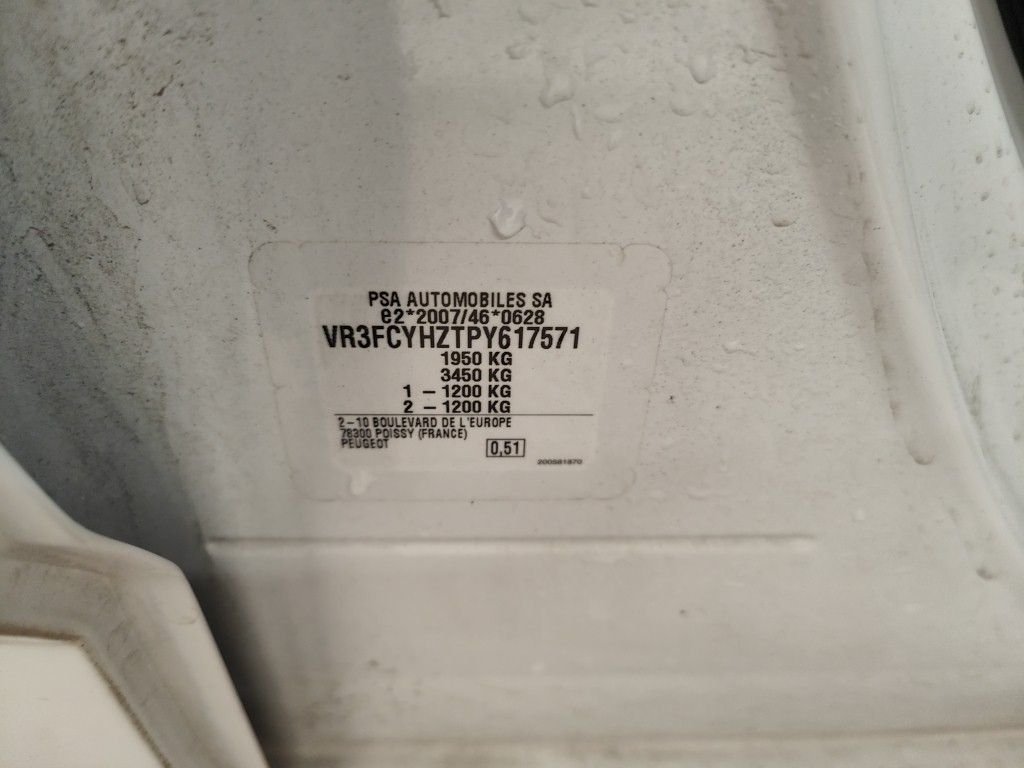 PSA AUTOMOBILES SA
e2*2007/46*0628
VR3FCYHZTPY617571
1950 KG
3450 KG
1 – 1200 KG
2 – 1200 KG
2–10 BOULEVARD DE L'EUROPE
78300 POISSY (FRANCE)
PEUGEOT
0,51
200581870